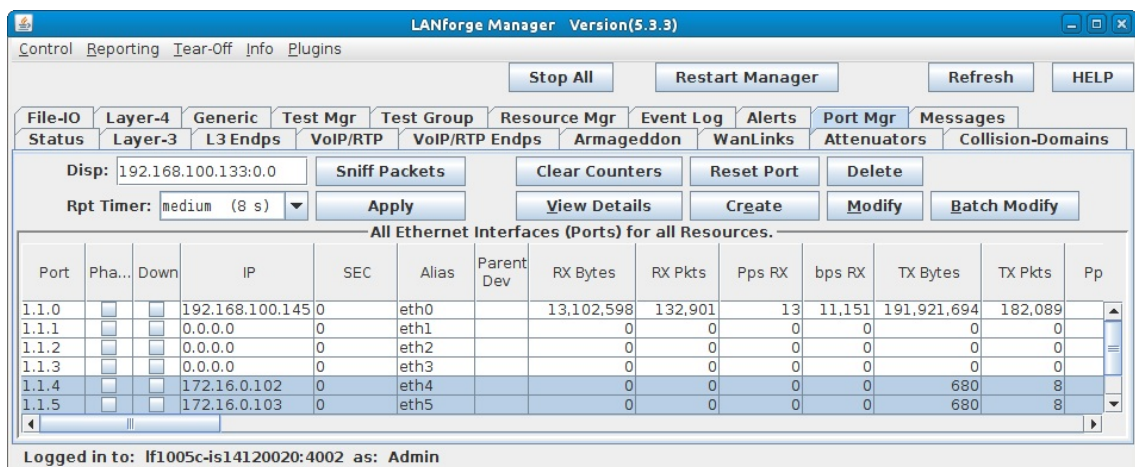 LANforge Manager Version(5.3.3)
Control Reporting Tear-Off Info Plugins
Stop All Restart Manager Refresh HELP
File-IO Layer-4 Generic Test Mgr Test Group Resource Mgr Event Log Alerts Port Mgr Messages
Status Layer-3 L3 Endps VoIP/RTP VoIP/RTP Endps Armageddon WanLinks Attenuators Collision-Domains
Disp: 192.168.100.133:0.0 Sniff Packets Clear Counters Reset Port Delete
Rpt Timer: medium (8 s) Apply View Details Create Modify Batch Modify
All Ethernet Interfaces (Ports) for all Resources.
Port Pha... Down IP SEC Alias Parent Dev RX Bytes RX Pkts Pps RX bps RX TX Bytes TX Pkts Pp
1.1.0 192.168.100.145 0 eth0 13,102,598 132,901 13 11,151 191,921,694 182,089
1.1.1 0.0.0.0 0 eth1 0 0 0 0 0 0
1.1.2 0.0.0.0 0 eth2 0 0 0 0 0 0
1.1.3 0.0.0.0 0 eth3 0 0 0 0 0 0
1.1.4 172.16.0.102 0 eth4 0 0 0 0 680 8
1.1.5 172.16.0.103 0 eth5 0 0 0 0 680 8
Logged in to: lf1005c-is14120020:4002 as: Admin